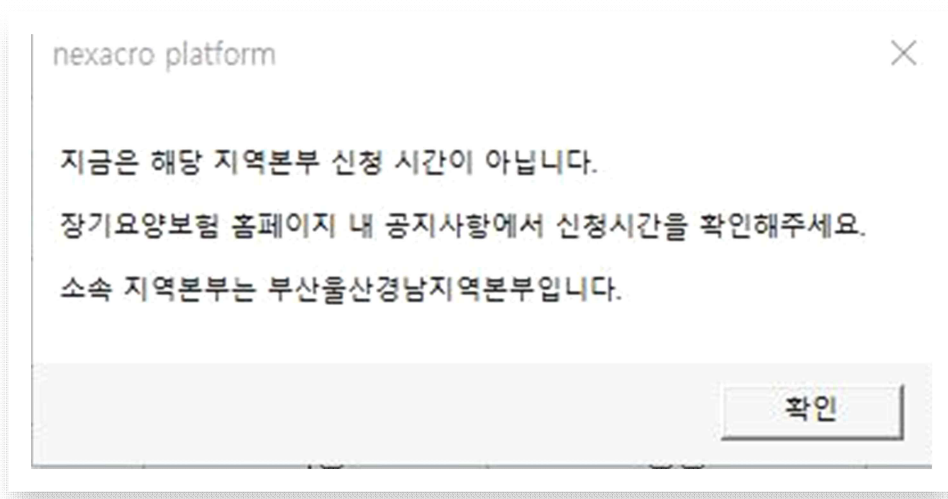 nexacro platform
지금은 해당 지역본부 신청 시간이 아닙니다.
장기요양보험 홈페이지 내 공지사항에서 신청시간을 확인해주세요.
소속 지역본부는 부산울산경남지역본부입니다.
확인